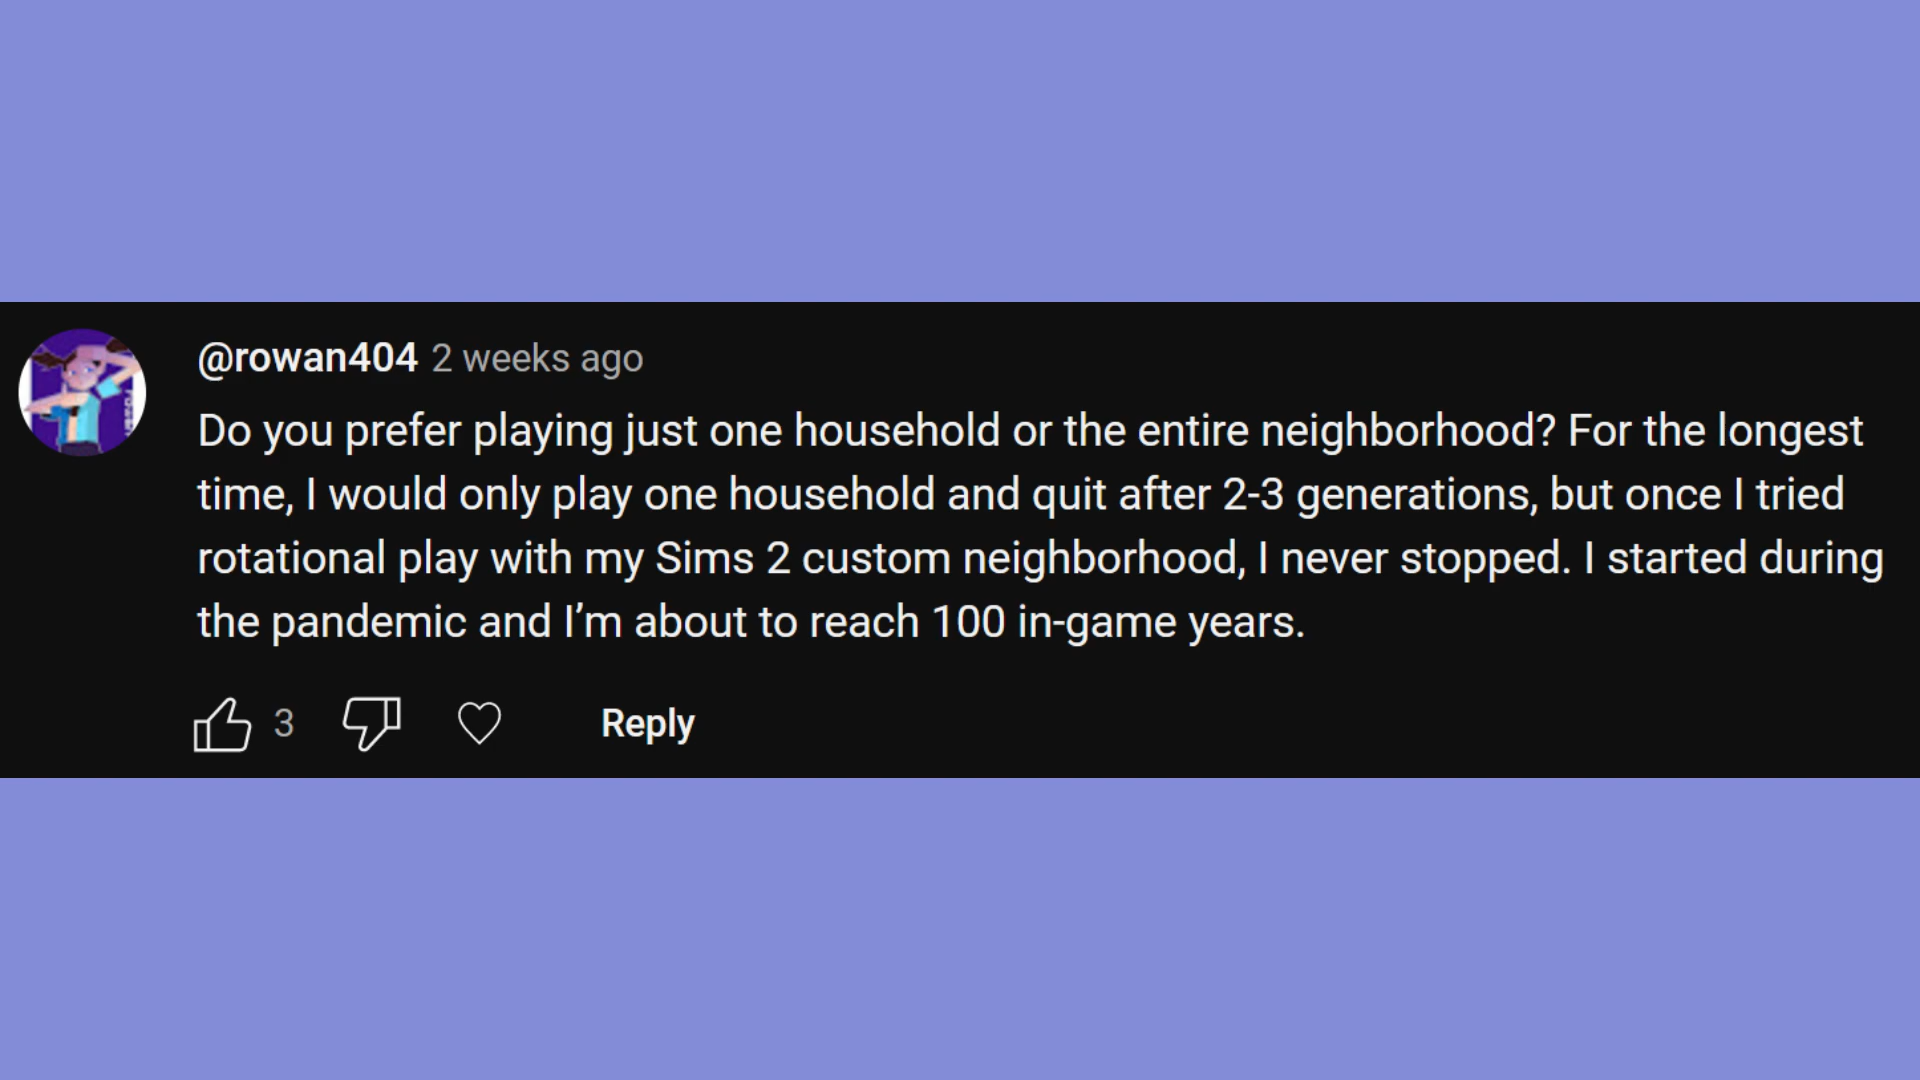 @rowan404 2 weeks ago
Do you prefer playing just one household or the entire neighborhood? For the longest
time, I would only play one household and quit after 2-3 generations, but once I tried
rotational play with my Sims 2 custom neighborhood, I never stopped. I started during
the pandemic and I’m about to reach 100 in-game years.
3 Reply